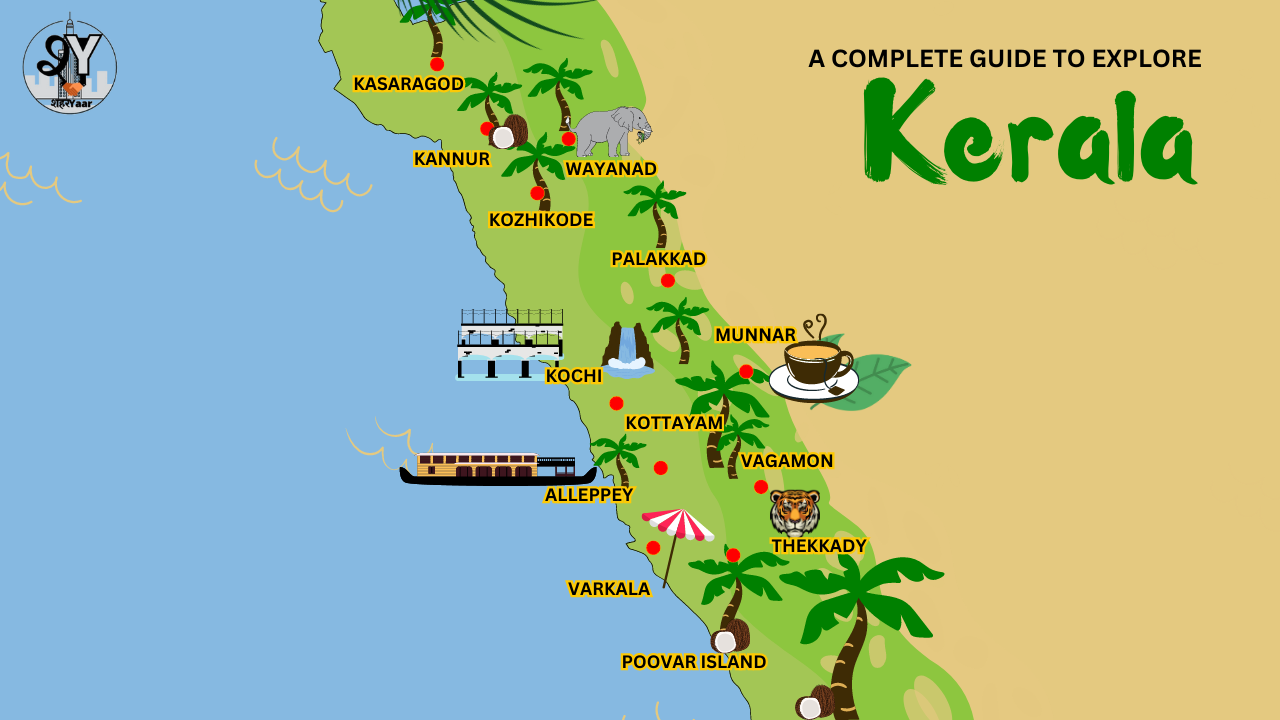 शहरYaar
A COMPLETE GUIDE TO EXPLORE
Kerala
KASARAGOD
KANNUR
WAYANAD
KOZHIKODE
PALAKKAD
MUNNAR
KOCHI
KOTTAYAM
VAGAMON
ALLEPPEY
THEKKADY
VARKALA
POOVAR ISLAND